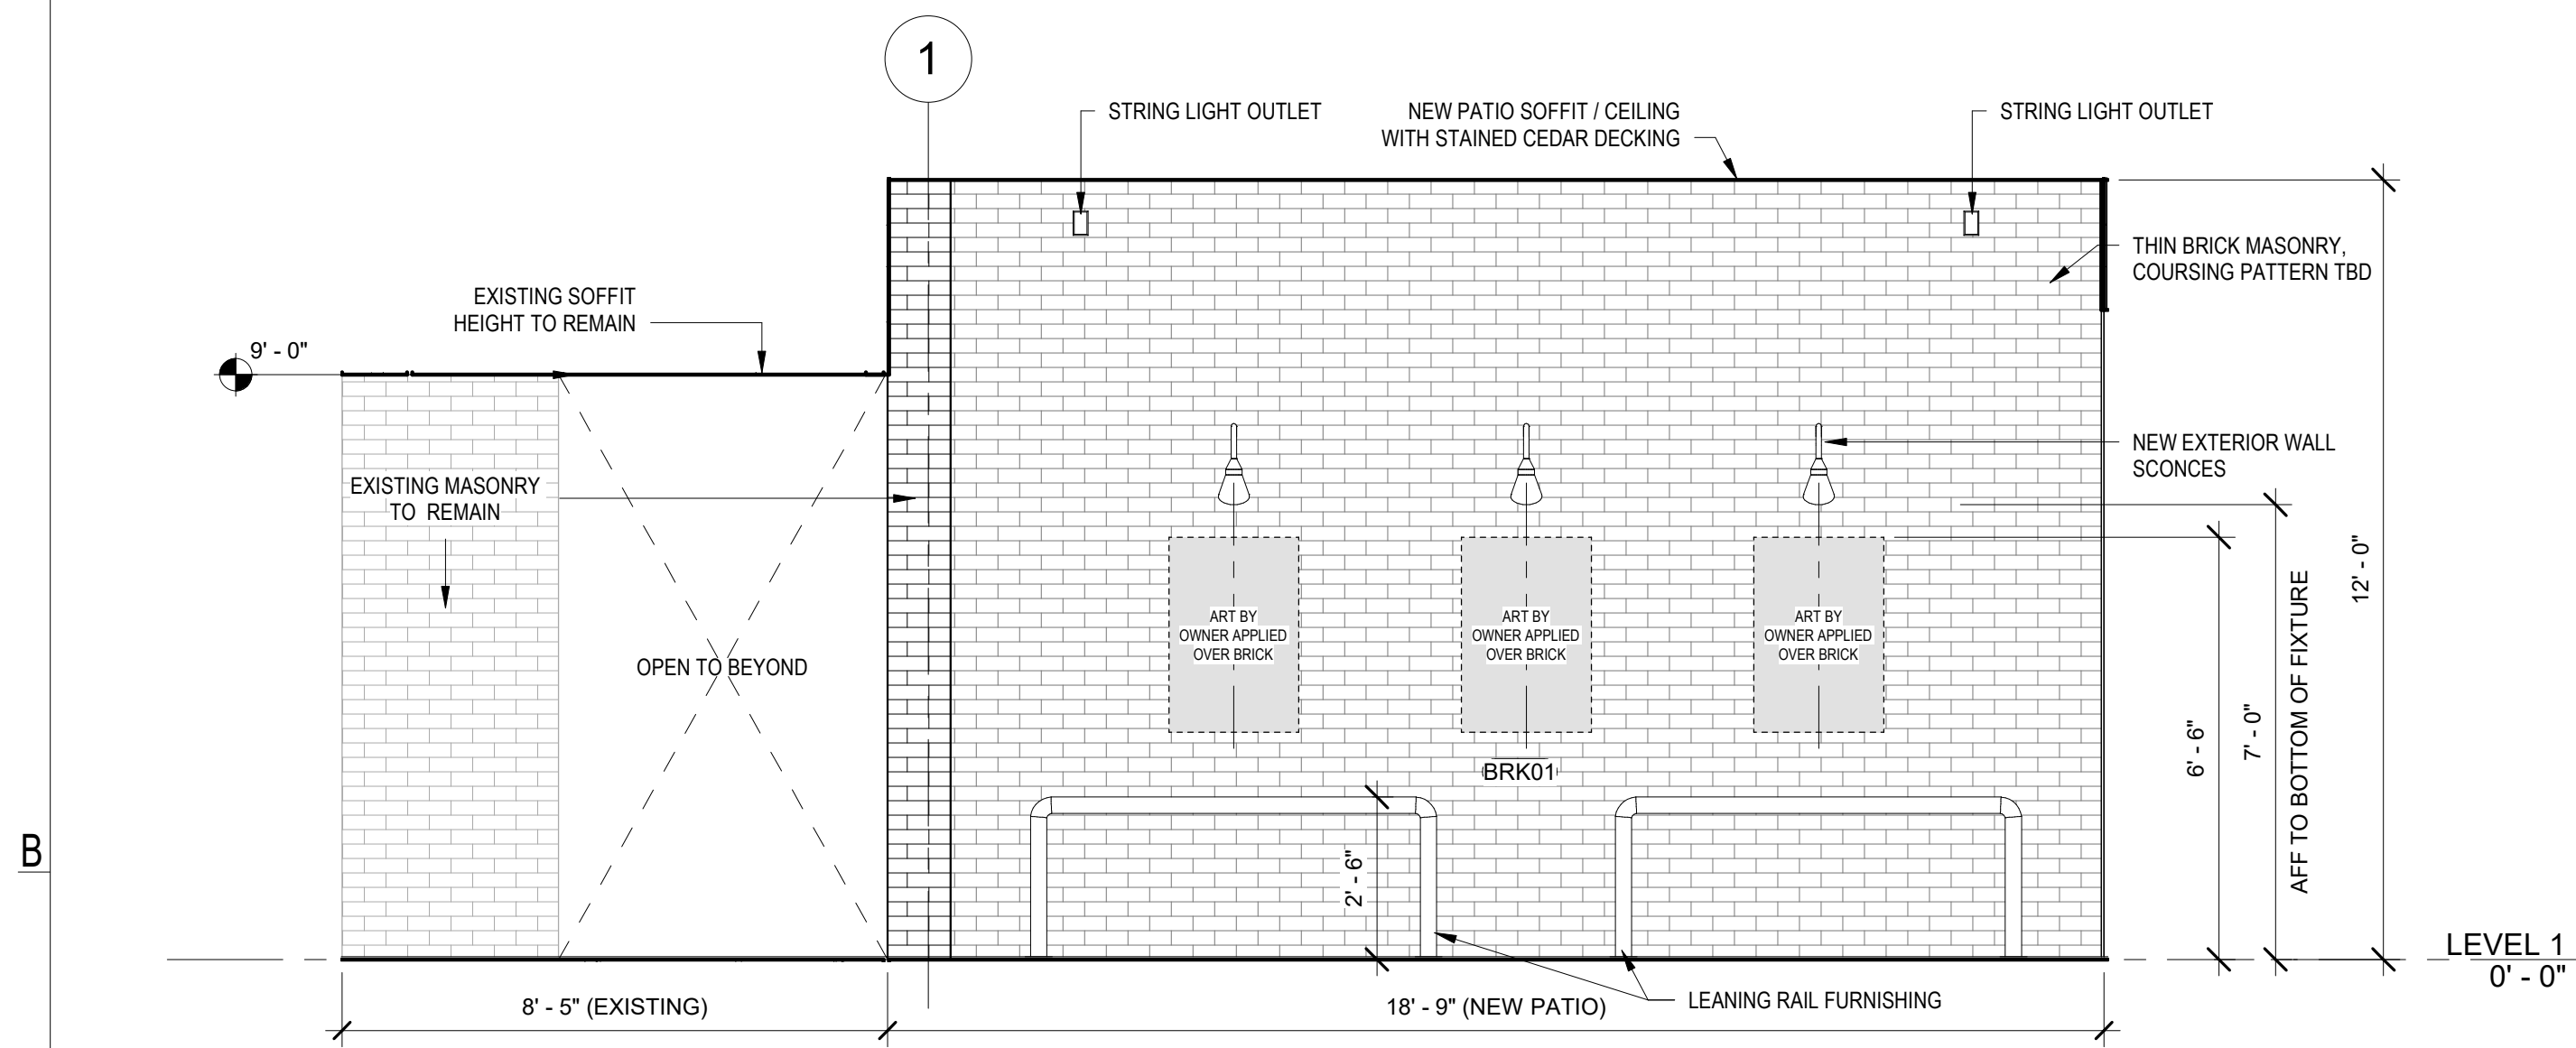 1
STRING LIGHT OUTLET
NEW PATIO SOFFIT / CEILING
WITH STAINED CEDAR DECKING
STRING LIGHT OUTLET
THIN BRICK MASONRY,
COURSING PATTERN TBD
EXISTING SOFFIT
HEIGHT TO REMAIN
9' - 0"
NEW EXTERIOR WALL
SCONCES
EXISTING MASONRY
TO REMAIN
12' - 0"
ART BY
OWNER APPLIED
OVER BRICK
ART BY
OWNER APPLIED
OVER BRICK
ART BY
OWNER APPLIED
OVER BRICK
OPEN TO BEYOND
6' - 6"
7' - 0"
AFF TO BOTTOM OF FIXTURE
BRK01
B
2' - 6"
LEVEL 1
0' - 0"
8' - 5" (EXISTING)
18' - 9" (NEW PATIO)
LEANING RAIL FURNISHING